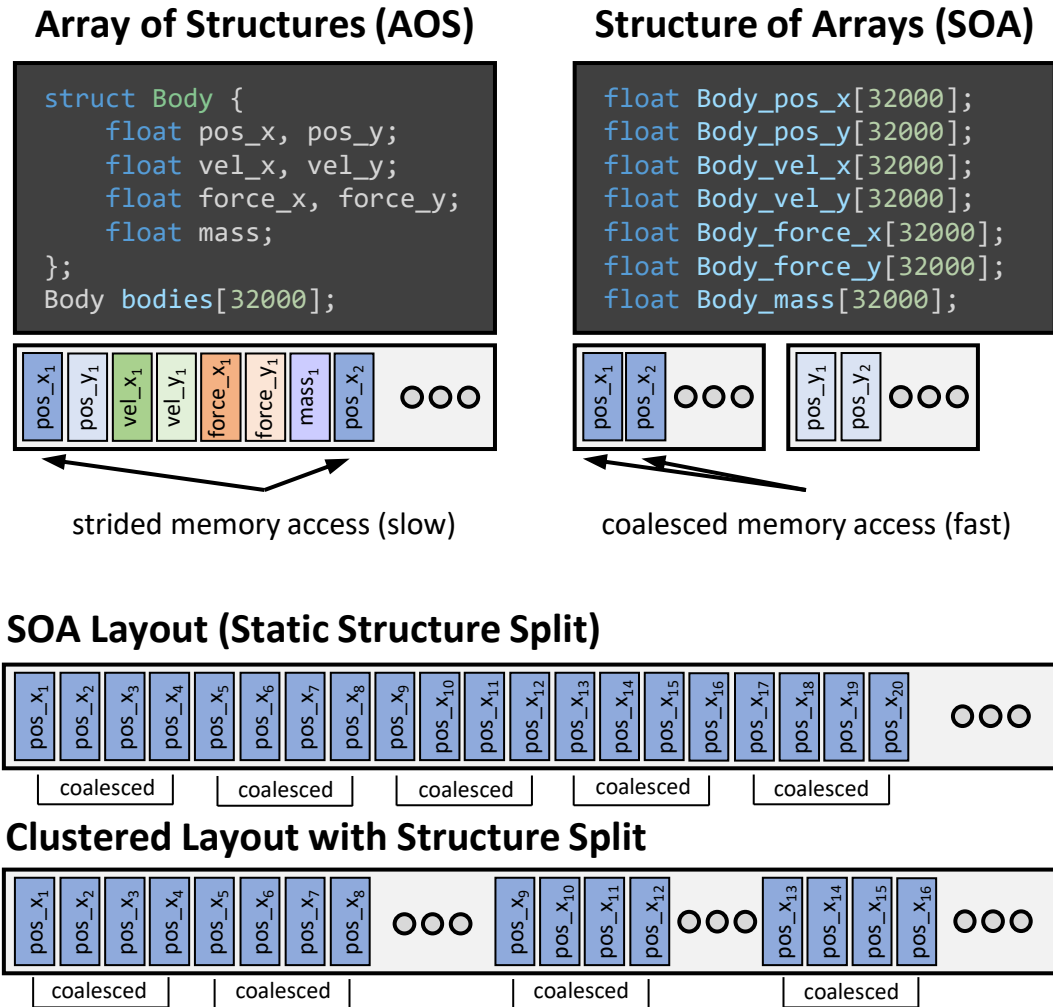 Array of Structures (AOS)
struct Body {
    float pos_x, pos_y;
    float vel_x, vel_y;
    float force_x, force_y;
    float mass;
};
Body bodies[32000];
pos_x₁ pos_y₁ vel_x₁ vel_y₁ force_x₁ force_y₁ mass₁ pos_x₂
strided memory access (slow)
Structure of Arrays (SOA)
float Body_pos_x[32000];
float Body_pos_y[32000];
float Body_vel_x[32000];
float Body_vel_y[32000];
float Body_force_x[32000];
float Body_force_y[32000];
float Body_mass[32000];
pos_x₁ pos_x₂ pos_y₁ pos_y₂
coalesced memory access (fast)
SOA Layout (Static Structure Split)
pos_x₁ pos_x₂ pos_x₃ pos_x₄ pos_x₅ pos_x₆ pos_x₇ pos_x₈ pos_x₉ pos_x₁₀ pos_x₁₁ pos_x₁₂ pos_x₁₃ pos_x₁₄ pos_x₁₅ pos_x₁₆ pos_x₁₇ pos_x₁₈ pos_x₁₉ pos_x₂₀
coalesced coalesced coalesced coalesced coalesced
Clustered Layout with Structure Split
pos_x₁ pos_x₂ pos_x₃ pos_x₄ pos_x₅ pos_x₆ pos_x₇ pos_x₈ pos_x₉ pos_x₁₀ pos_x₁₁ pos_x₁₂ pos_x₁₃ pos_x₁₄ pos_x₁₅ pos_x₁₆
coalesced coalesced coalesced coalesced